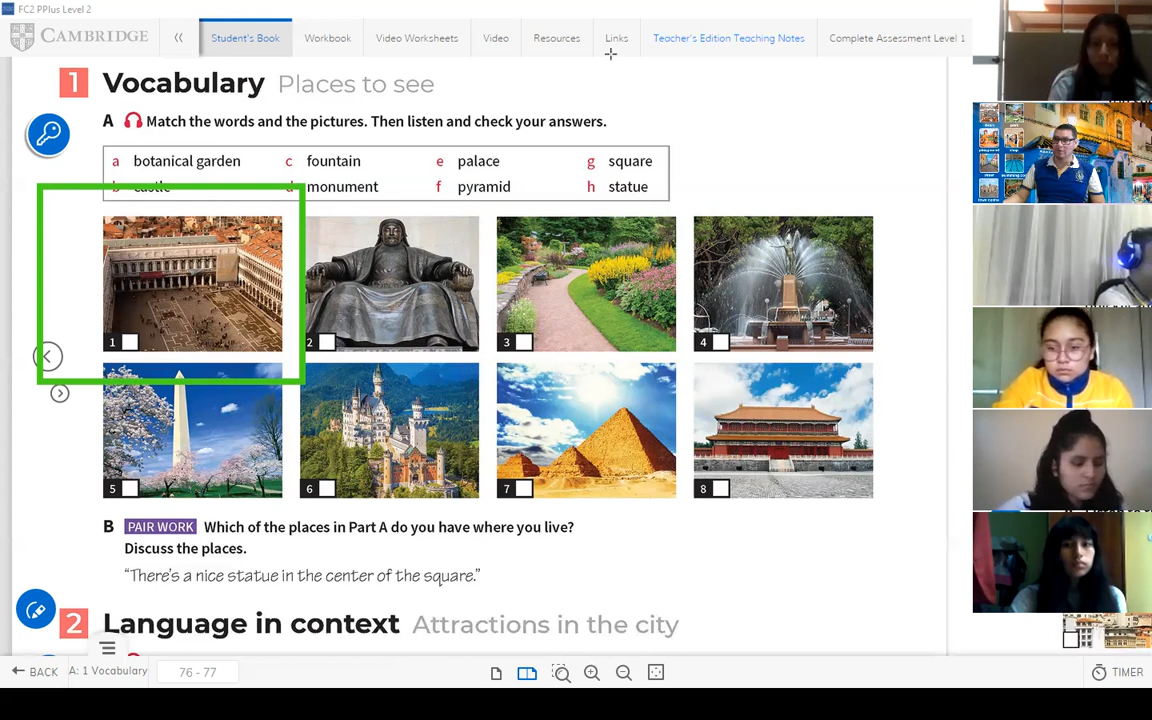 FC2 PPlus Level 2
CAMBRIDGE
Student's Book
Workbook
Video Worksheets
Video
Resources
Links
Teacher's Edition Teaching Notes
Complete Assessment Level 1
1 Vocabulary Places to see
A Match the words and the pictures. Then listen and check your answers.
a botanical garden c fountain e palace g square
b castle d monument f pyramid h statue
1 2 3 4
5 6 7 8
B PAIR WORK Which of the places in Part A do you have where you live?
Discuss the places.
"There's a nice statue in the center of the square."
2 Language in context Attractions in the city
BACK
A: 1 Vocabulary
76 - 77
TIMER